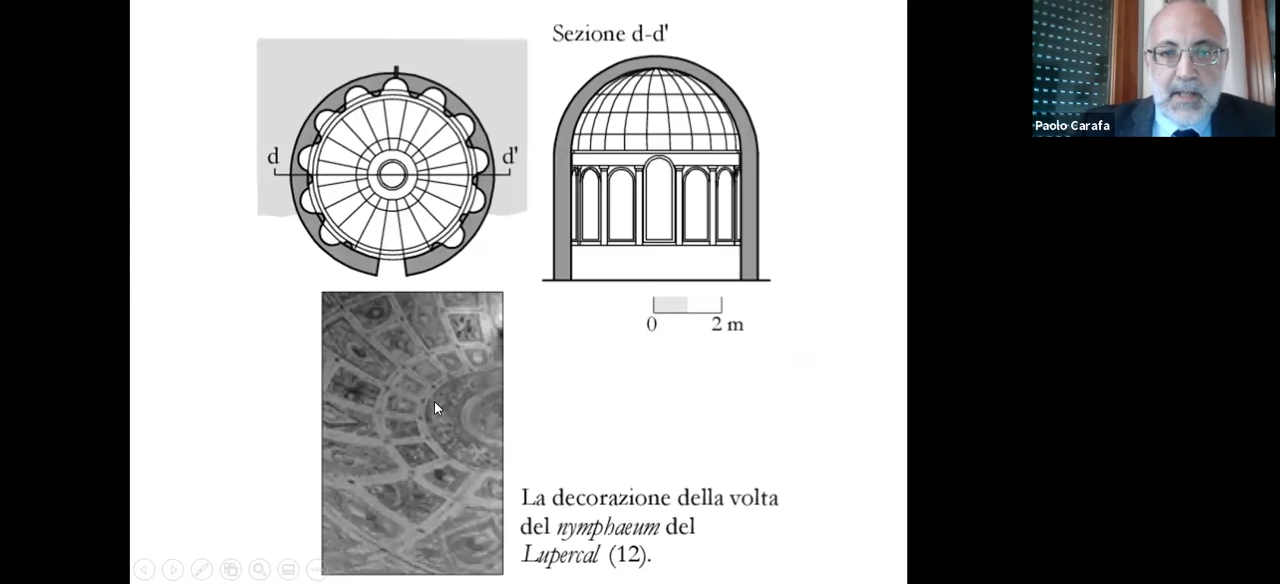 Sezione d-d'
Paolo Carafa
d
d'
0
2 m
La decorazione della volta
del nymphaeum del
Lupercal (12).